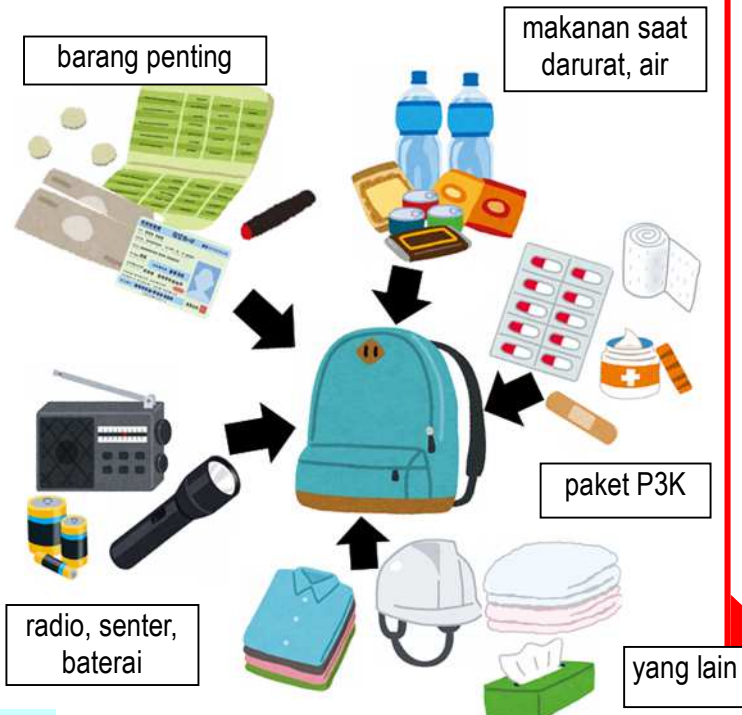 barang penting
makanan saat
darurat, air
paket P3K
radio, senter,
baterai
yang lain